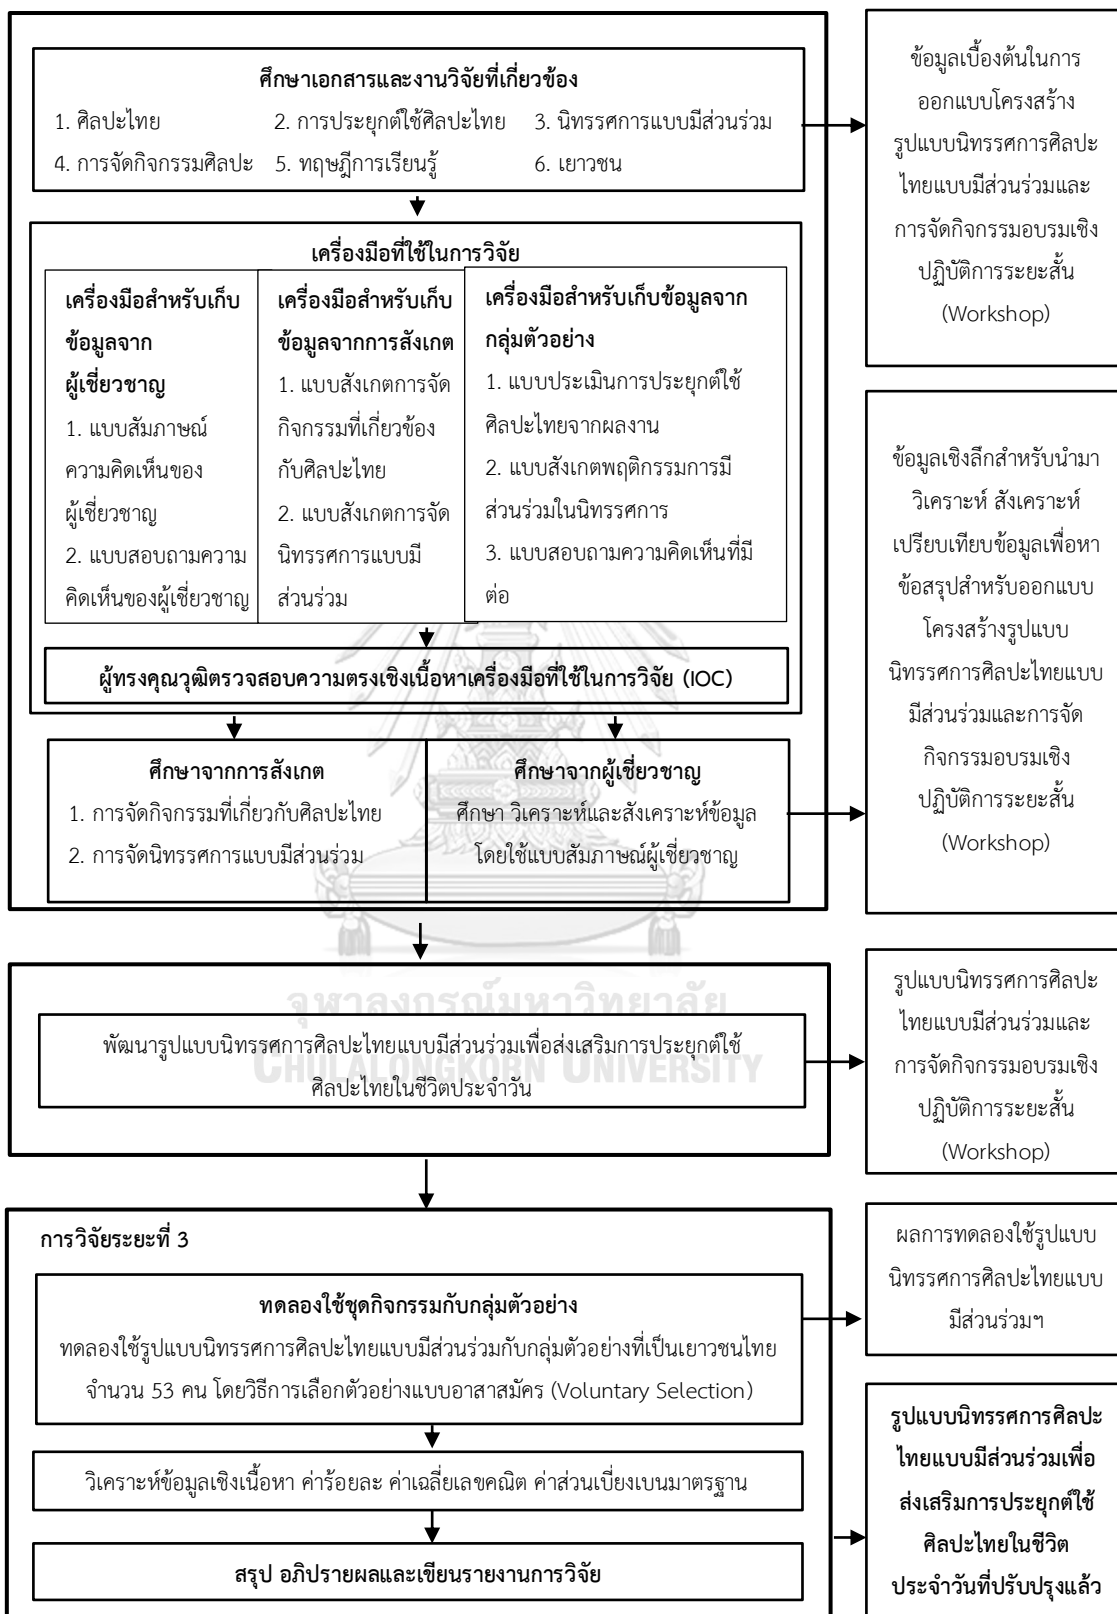 ศึกษาเอกสารและงานวิจัยที่เกี่ยวข้อง
1. ศิลปะไทย 2. การประยุกต์ใช้ศิลปะไทย 3. นิทรรศการแบบมีส่วนร่วม
4. การจัดกิจกรรมศิลปะ 5. ทฤษฎีการเรียนรู้ 6. เยาวชน
ข้อมูลเบื้องต้นในการ
ออกแบบโครงสร้าง
รูปแบบนิทรรศการศิลปะ
ไทยแบบมีส่วนร่วมและ
การจัดกิจกรรมอบรมเชิง
ปฏิบัติการระยะสั้น
(Workshop)
เครื่องมือที่ใช้ในการวิจัย
เครื่องมือสำหรับเก็บ
ข้อมูลจาก
ผู้เชี่ยวชาญ
1. แบบสัมภาษณ์
ความคิดเห็นของ
ผู้เชี่ยวชาญ
2. แบบสอบถามความ
คิดเห็นของผู้เชี่ยวชาญ
เครื่องมือสำหรับเก็บ
ข้อมูลจากการสังเกต
1. แบบสังเกตการจัด
กิจกรรมที่เกี่ยวข้อง
กับศิลปะไทย
2. แบบสังเกตการจัด
นิทรรศการแบบมี
ส่วนร่วม
เครื่องมือสำหรับเก็บข้อมูลจาก
กลุ่มตัวอย่าง
1. แบบประเมินการประยุกต์ใช้
ศิลปะไทยจากผลงาน
2. แบบสังเกตพฤติกรรมการมี
ส่วนร่วมในนิทรรศการ
3. แบบสอบถามความคิดเห็นที่มี
ต่อ
ผู้ทรงคุณวุฒิตรวจสอบความตรงเชิงเนื้อหาเครื่องมือที่ใช้ในการวิจัย (IOC)
ศึกษาจากการสังเกต
1. การจัดกิจกรรมที่เกี่ยวกับศิลปะไทย
2. การจัดนิทรรศการแบบมีส่วนร่วม
ศึกษาจากผู้เชี่ยวชาญ
ศึกษา วิเคราะห์และสังเคราะห์ข้อมูล
โดยใช้แบบสัมภาษณ์ผู้เชี่ยวชาญ
ข้อมูลเชิงลึกสำหรับนำมา
วิเคราะห์ สังเคราะห์
เปรียบเทียบข้อมูลเพื่อหา
ข้อสรุปสำหรับออกแบบ
โครงสร้างรูปแบบ
นิทรรศการศิลปะไทยแบบ
มีส่วนร่วมและการจัด
กิจกรรมอบรมเชิง
ปฏิบัติการระยะสั้น
(Workshop)
จุฬาลงกรณ์มหาวิทยาลัย
CHULALONGKORN UNIVERSITY
พัฒนารูปแบบนิทรรศการศิลปะไทยแบบมีส่วนร่วมเพื่อส่งเสริมการประยุกต์ใช้
ศิลปะไทยในชีวิตประจำวัน
รูปแบบนิทรรศการศิลปะ
ไทยแบบมีส่วนร่วมและ
การจัดกิจกรรมอบรมเชิง
ปฏิบัติการระยะสั้น
(Workshop)
การวิจัยระยะที่ 3
ทดลองใช้ชุดกิจกรรมกับกลุ่มตัวอย่าง
ทดลองใช้รูปแบบนิทรรศการศิลปะไทยแบบมีส่วนร่วมกับกลุ่มตัวอย่างที่เป็นเยาวชนไทย
จำนวน 53 คน โดยวิธีการเลือกตัวอย่างแบบอาสาสมัคร (Voluntary Selection)
ผลการทดลองใช้รูปแบบ
นิทรรศการศิลปะไทยแบบ
มีส่วนร่วมฯ
วิเคราะห์ข้อมูลเชิงเนื้อหา ค่าร้อยละ ค่าเฉลี่ยเลขคณิต ค่าส่วนเบี่ยงเบนมาตรฐาน
สรุป อภิปรายผลและเขียนรายงานการวิจัย
รูปแบบนิทรรศการศิลปะ
ไทยแบบมีส่วนร่วมเพื่อ
ส่งเสริมการประยุกต์ใช้
ศิลปะไทยในชีวิต
ประจำวันที่ปรับปรุงแล้ว